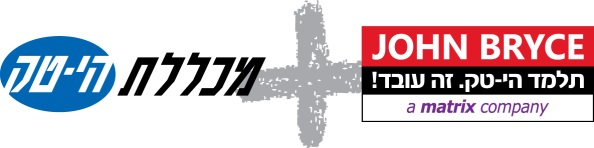 מכללת הי-טק
JOHN BRYCE
תלמד הי-טק. זה עובד!
a matrix company